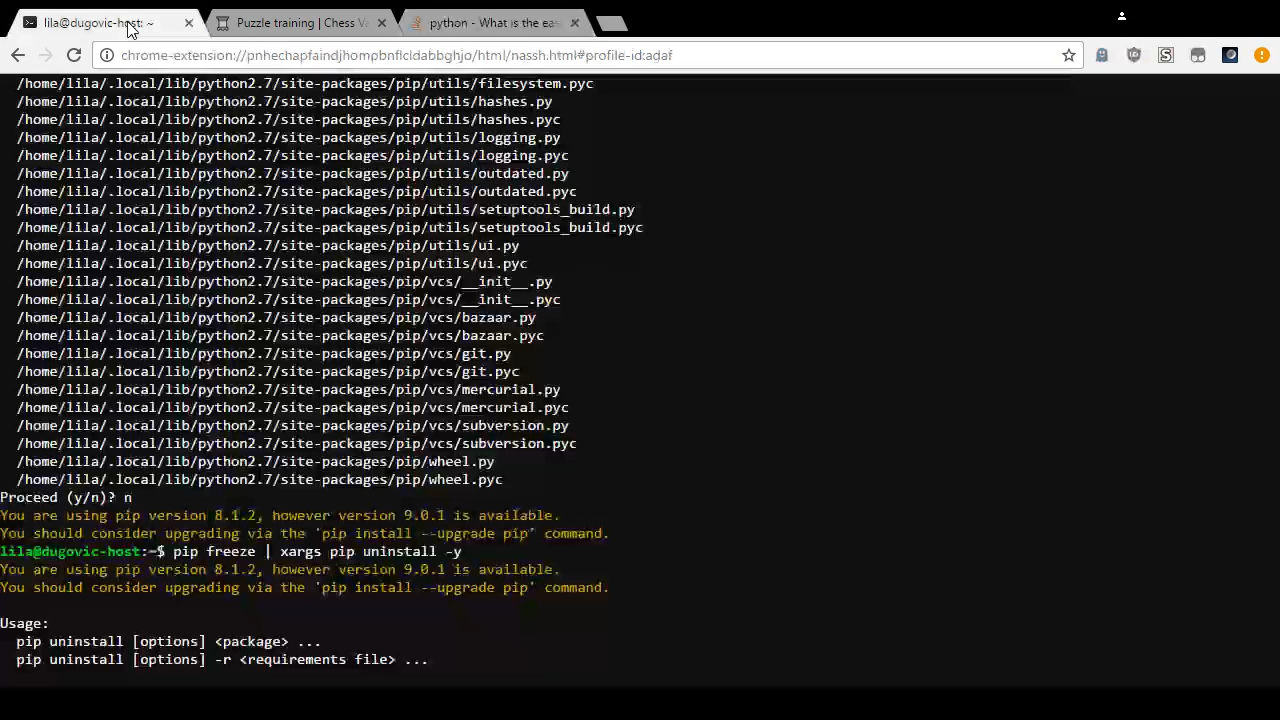 lila@dugovic-host: ~
Puzzle training | Chess Va
python - What is the eas
chrome-extension://pnhechapfaindjhompbnflcldabbghjo/html/nassh.html#profile-id:adaf
/home/lila/.local/lib/python2.7/site-packages/pip/utils/filesystem.pyc
/home/lila/.local/lib/python2.7/site-packages/pip/utils/hashes.py
/home/lila/.local/lib/python2.7/site-packages/pip/utils/hashes.pyc
/home/lila/.local/lib/python2.7/site-packages/pip/utils/logging.py
/home/lila/.local/lib/python2.7/site-packages/pip/utils/logging.pyc
/home/lila/.local/lib/python2.7/site-packages/pip/utils/outdated.py
/home/lila/.local/lib/python2.7/site-packages/pip/utils/outdated.pyc
/home/lila/.local/lib/python2.7/site-packages/pip/utils/setuptools_build.py
/home/lila/.local/lib/python2.7/site-packages/pip/utils/setuptools_build.pyc
/home/lila/.local/lib/python2.7/site-packages/pip/utils/ui.py
/home/lila/.local/lib/python2.7/site-packages/pip/utils/ui.pyc
/home/lila/.local/lib/python2.7/site-packages/pip/vcs/__init__.py
/home/lila/.local/lib/python2.7/site-packages/pip/vcs/__init__.pyc
/home/lila/.local/lib/python2.7/site-packages/pip/vcs/bazaar.py
/home/lila/.local/lib/python2.7/site-packages/pip/vcs/bazaar.pyc
/home/lila/.local/lib/python2.7/site-packages/pip/vcs/git.py
/home/lila/.local/lib/python2.7/site-packages/pip/vcs/git.pyc
/home/lila/.local/lib/python2.7/site-packages/pip/vcs/mercurial.py
/home/lila/.local/lib/python2.7/site-packages/pip/vcs/mercurial.pyc
/home/lila/.local/lib/python2.7/site-packages/pip/vcs/subversion.py
/home/lila/.local/lib/python2.7/site-packages/pip/vcs/subversion.pyc
/home/lila/.local/lib/python2.7/site-packages/pip/wheel.py
/home/lila/.local/lib/python2.7/site-packages/pip/wheel.pyc
Proceed (y/n)? n
You are using pip version 8.1.2, however version 9.0.1 is available.
You should consider upgrading via the 'pip install --upgrade pip' command.
lila@dugovic-host:~$ pip freeze | xargs pip uninstall -y
You are using pip version 8.1.2, however version 9.0.1 is available.
You should consider upgrading via the 'pip install --upgrade pip' command.
Usage:
pip uninstall [options] <package> ...
pip uninstall [options] -r <requirements file> ...